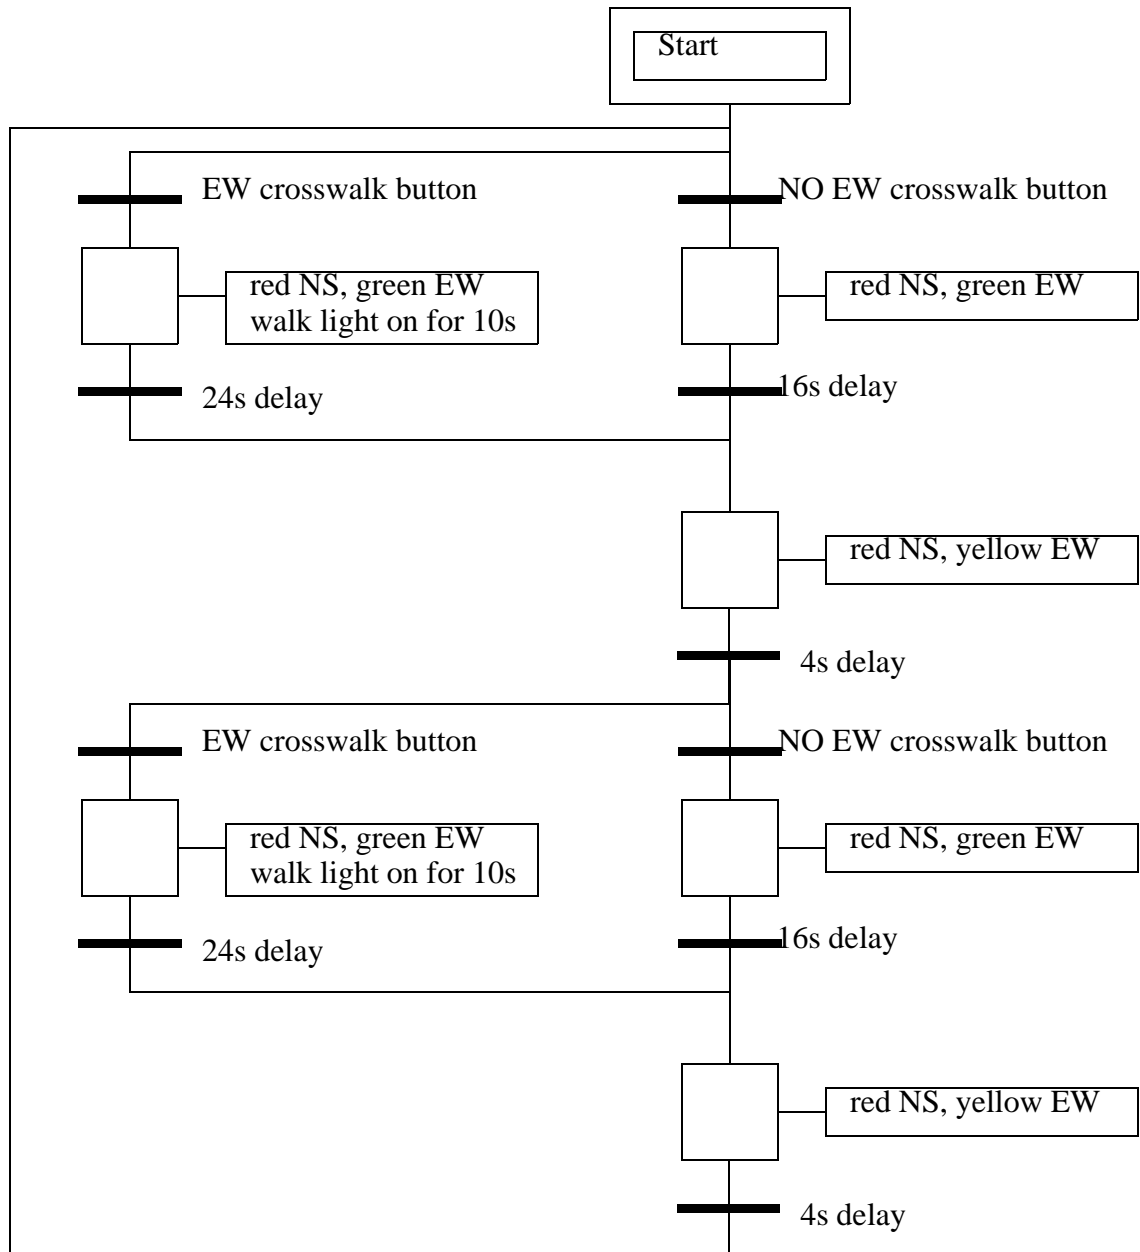 Start
EW crosswalk button
NO EW crosswalk button
red NS, green EW
walk light on for 10s
red NS, green EW
24s delay
16s delay
red NS, yellow EW
4s delay
EW crosswalk button
NO EW crosswalk button
red NS, green EW
walk light on for 10s
red NS, green EW
24s delay
16s delay
red NS, yellow EW
4s delay